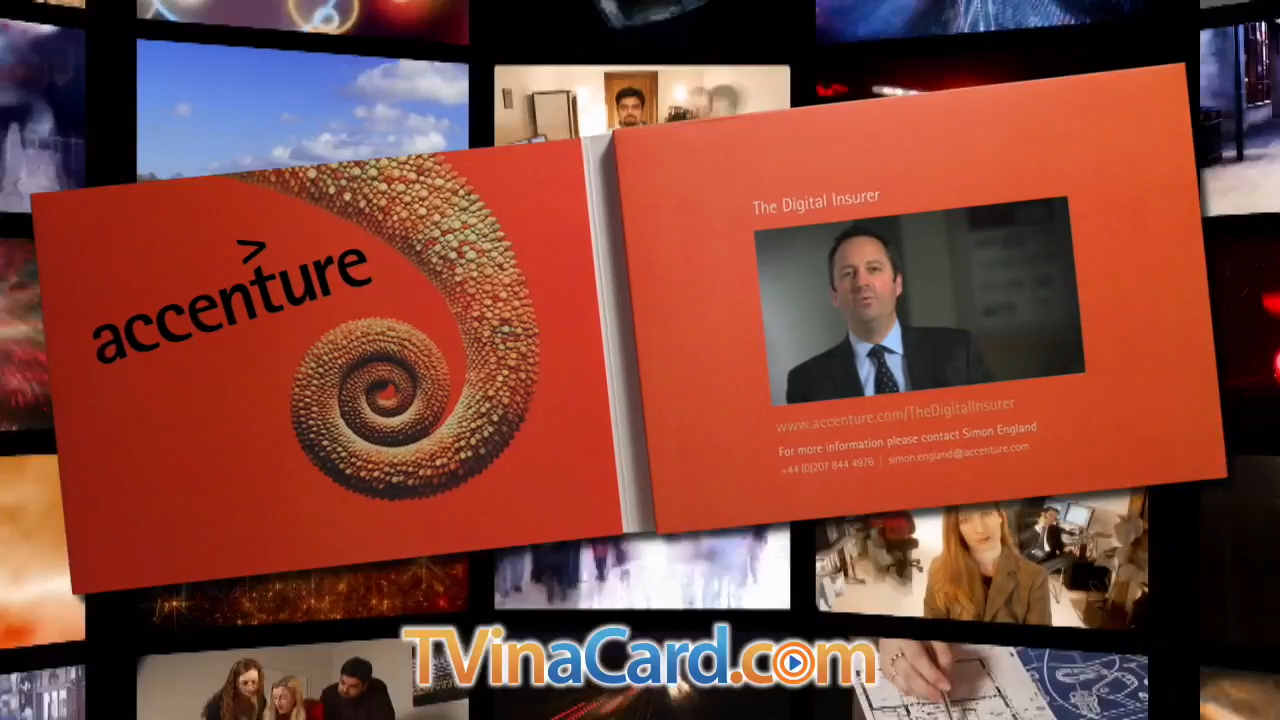 accenture
>
The Digital Insurer
www.accenture.com/TheDigitalInsurer
For more information please contact Simon England
+44 (0)207 844 4976 | simon.england@accenture.com
TVinaCard.com